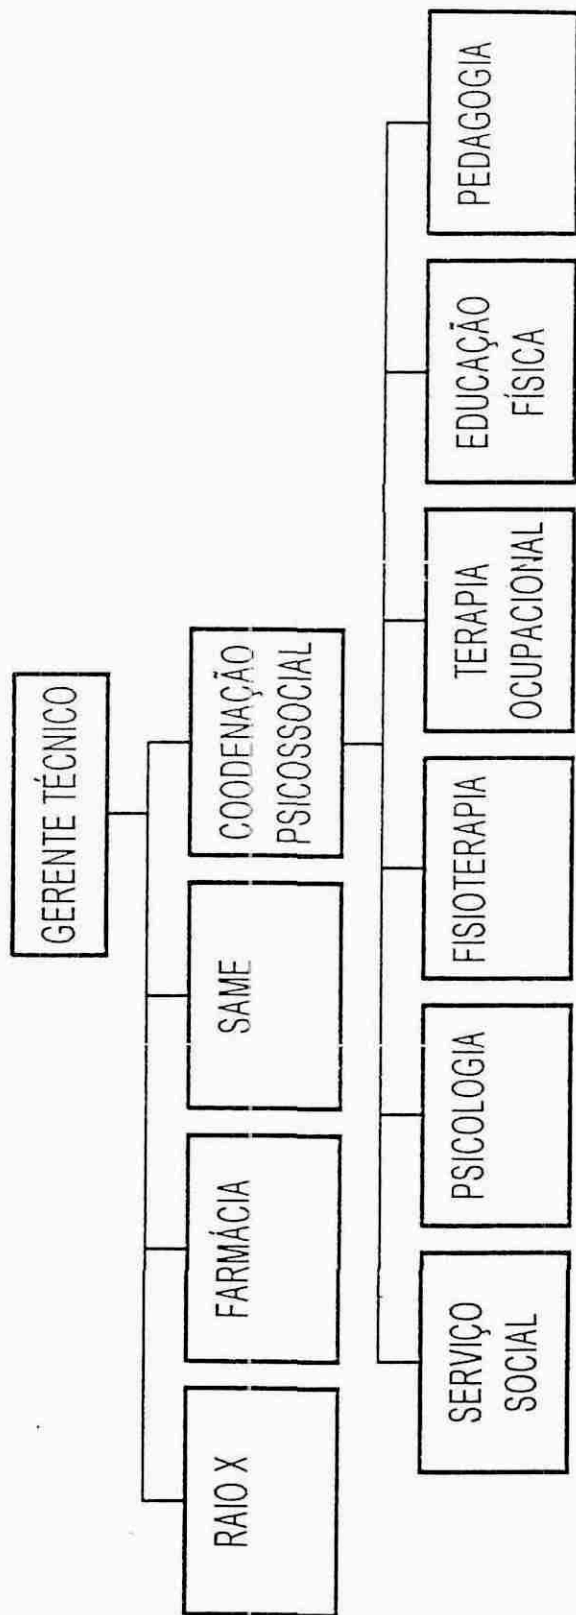 GERENTE TÉCNICO
RAIO X
FARMÁCIA
SAME
COODENAÇÃO
PSICOSSOCIAL
SERVIÇO
SOCIAL
PSICOLOGIA
FISIOTERAPIA
TERAPIA
OCUPACIONAL
EDUCAÇÃO
FÍSICA
PEDAGOGIA